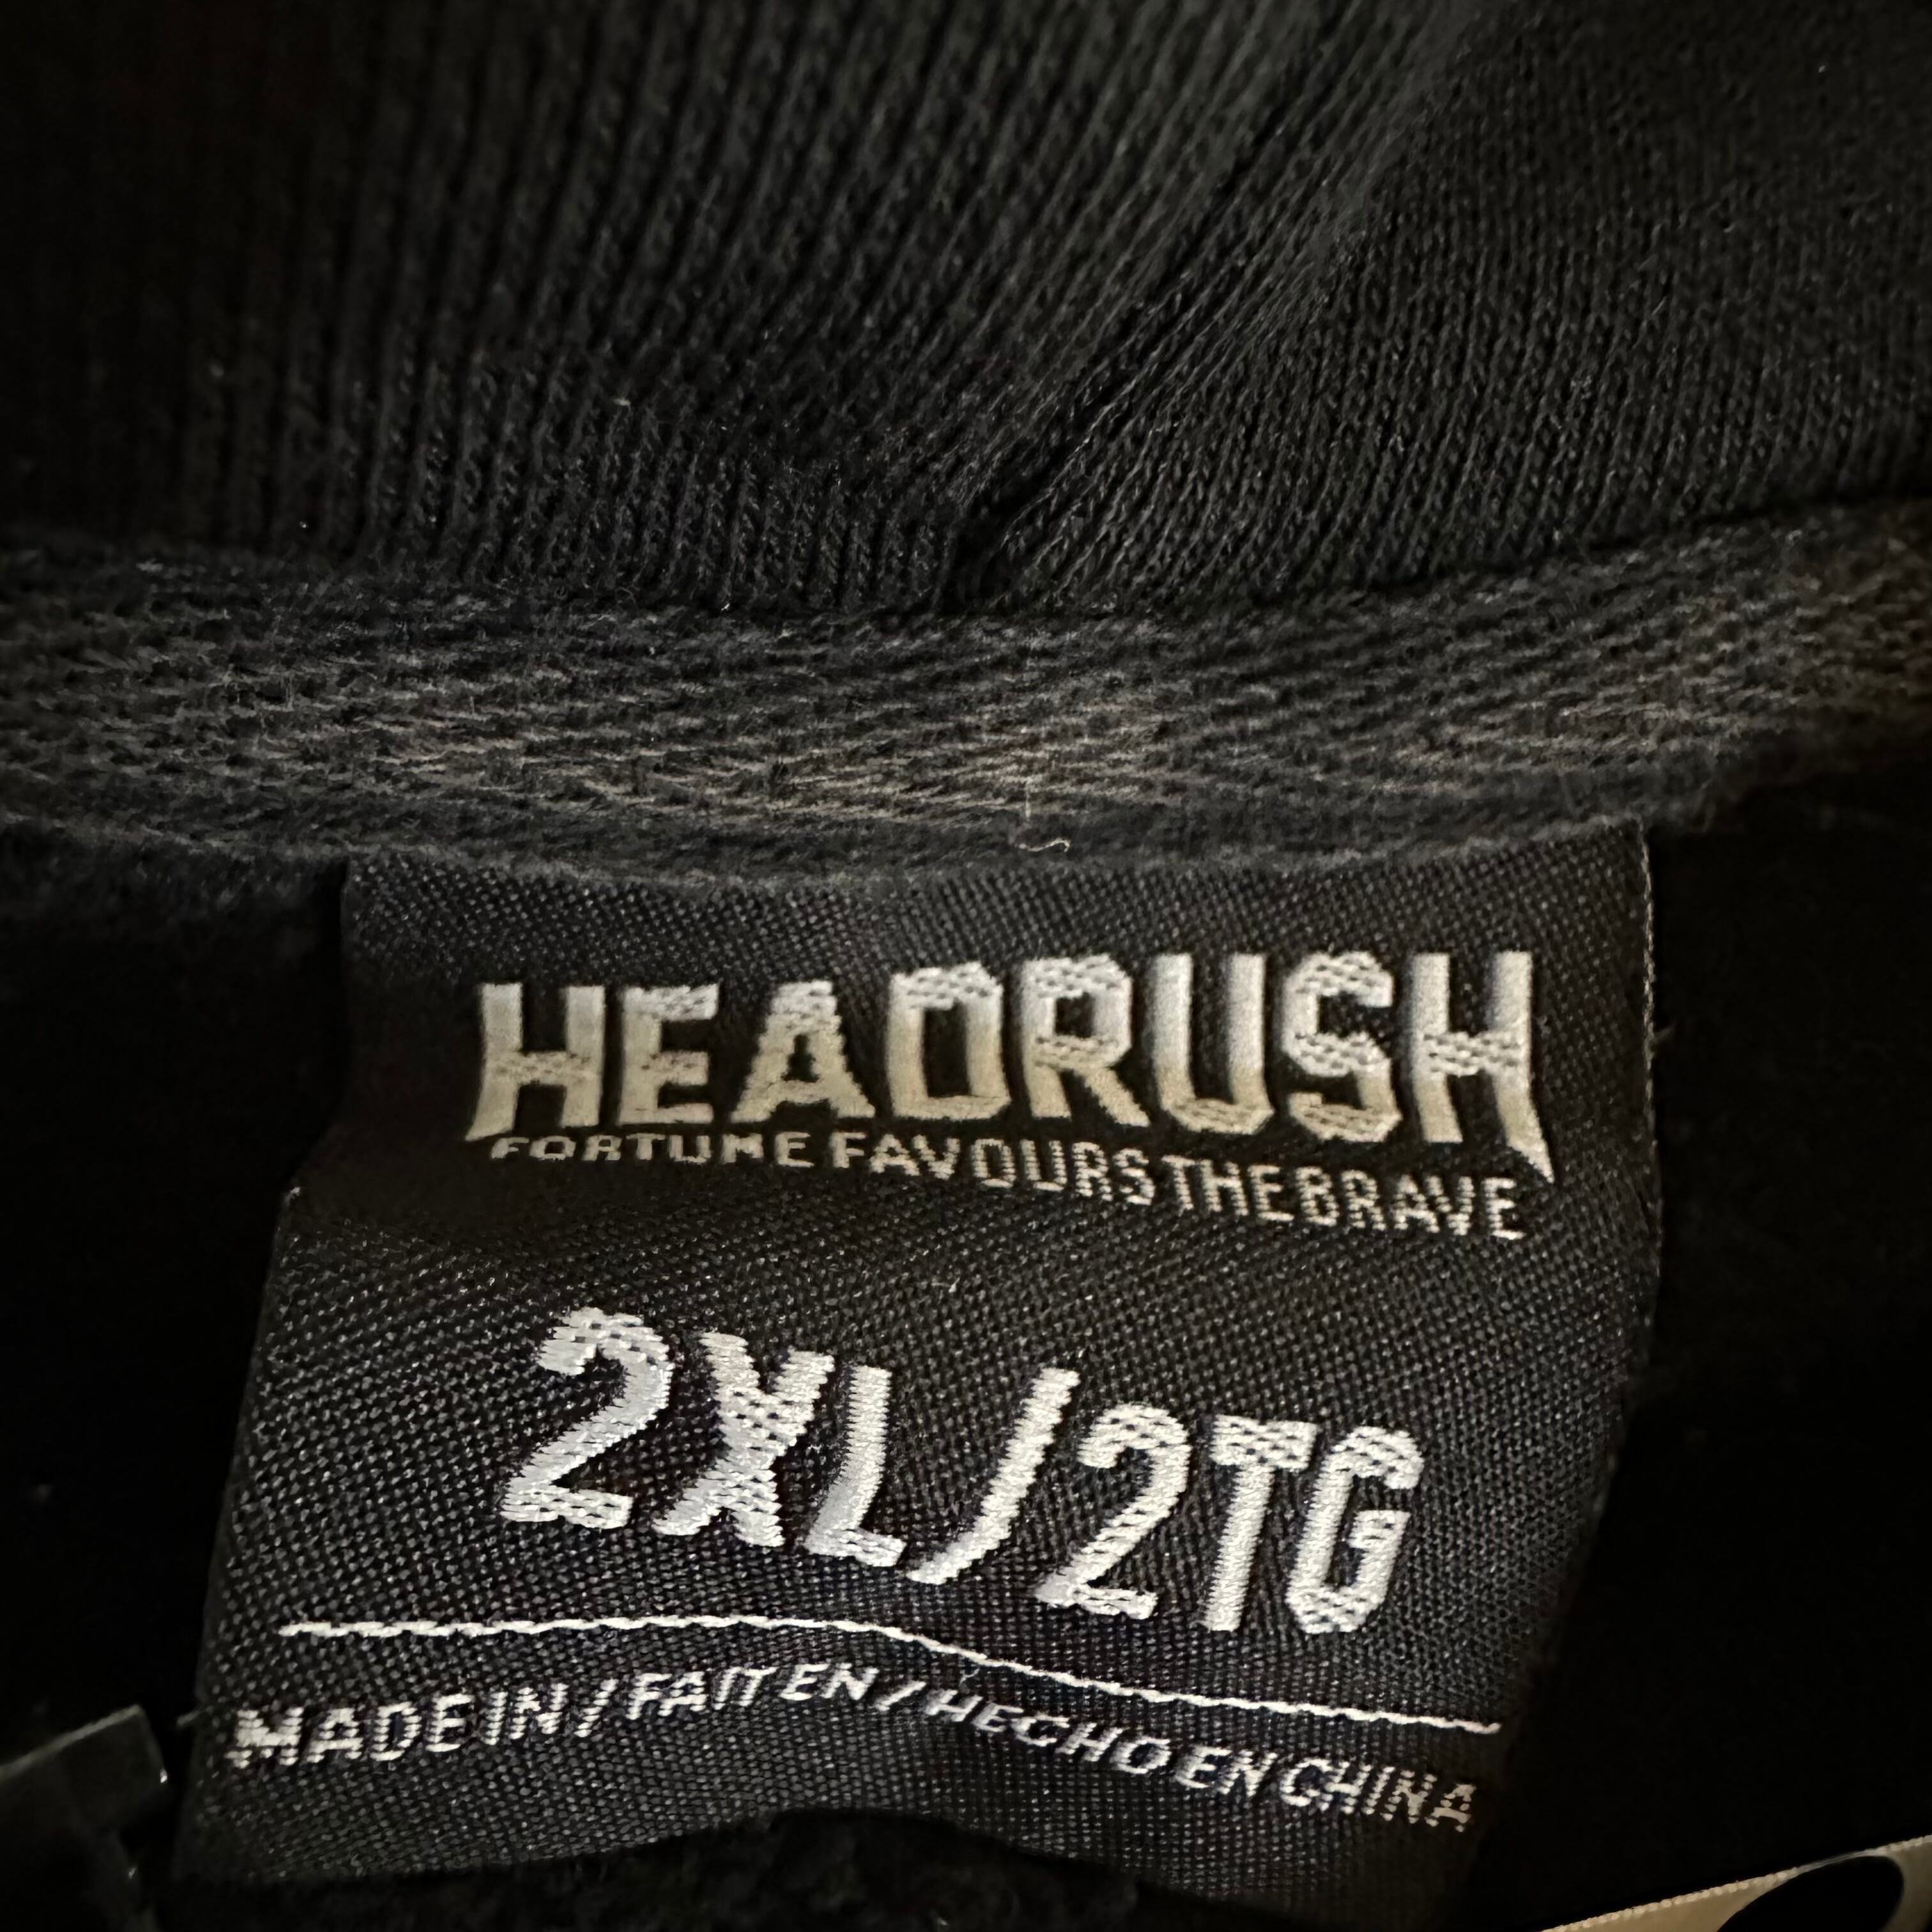 HEADRUSH
FORTUNE FAVOURS THE BRAVE
2XL/2TG
MADE IN / FAIT EN / HECHO EN CHINA